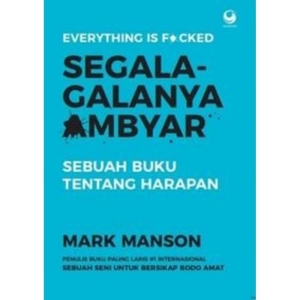 EVERYTHING IS F♠CKED
SEGALA-
GALANYA
AMBYAR
SEBUAH BUKU
TENTANG HARAPAN
MARK MANSON
PENULIS BUKU PALING LARIS #1 INTERNASIONAL
SEBUAH SENI UNTUK BERSIKAP BODO AMAT